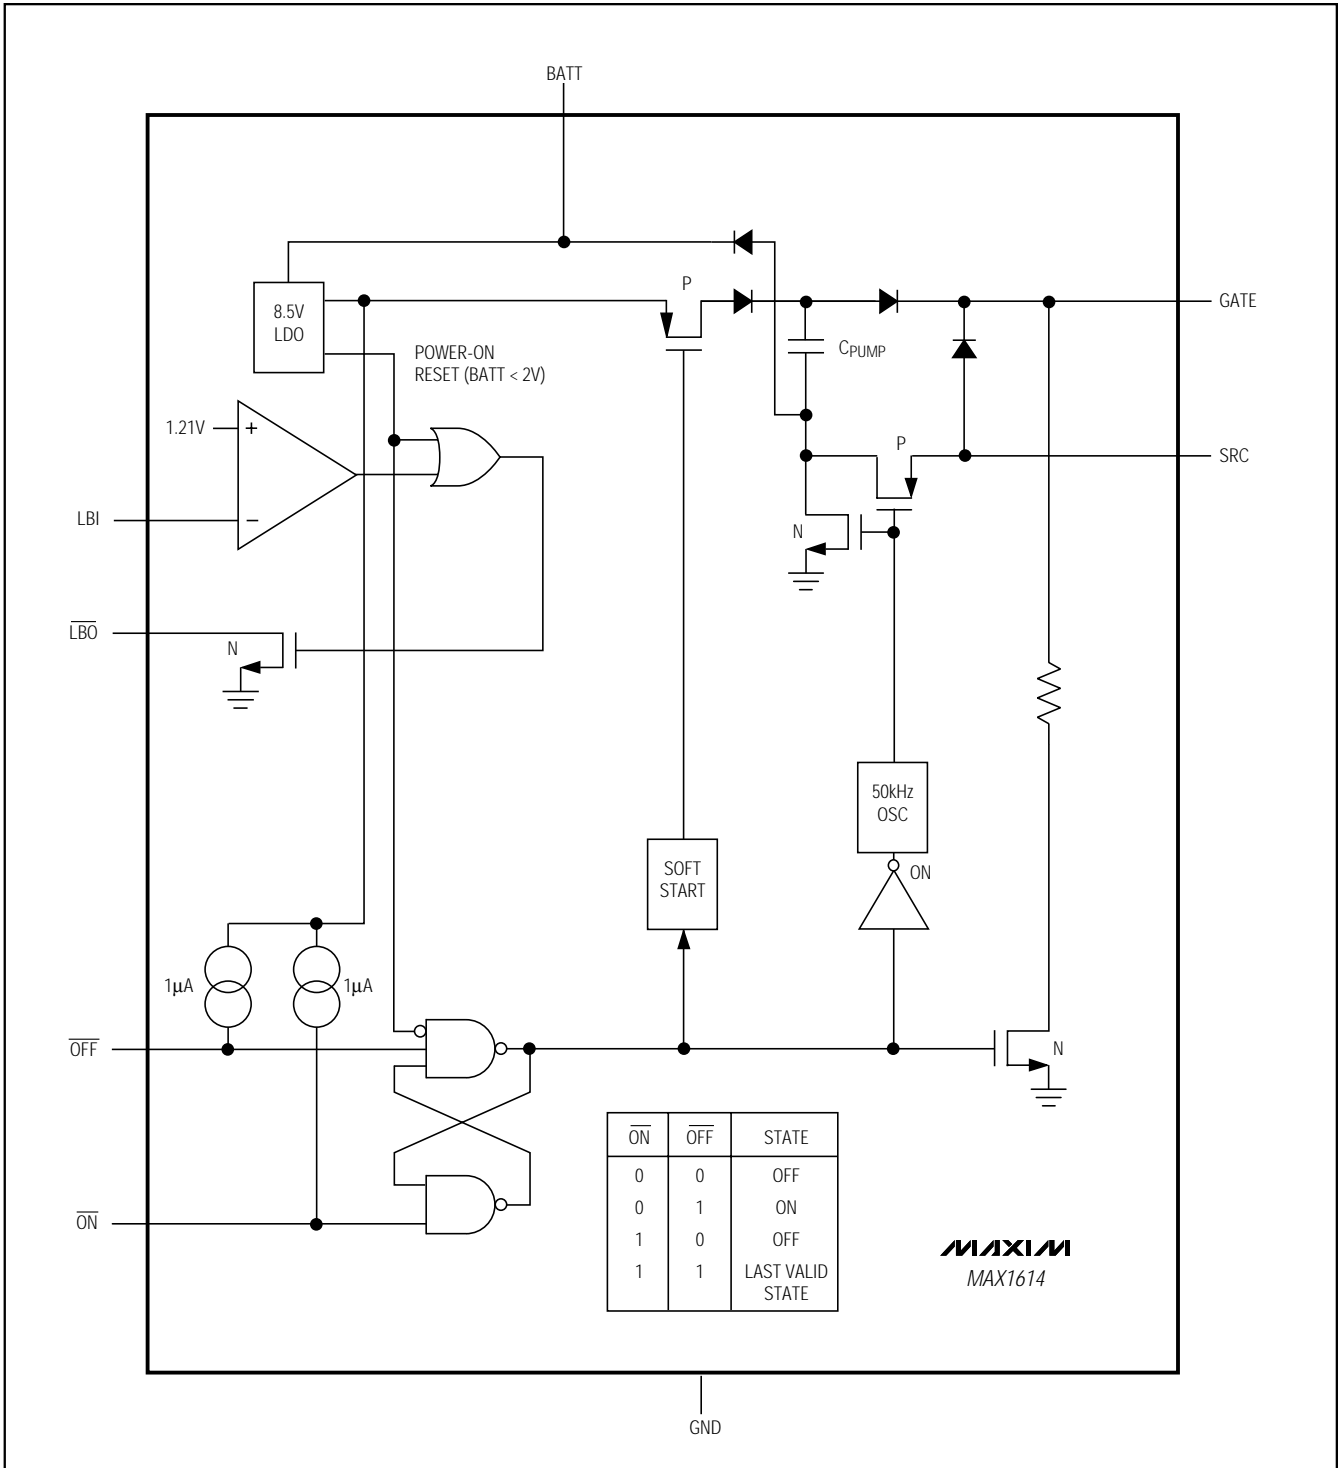 BATT
8.5V
LDO
P
GATE
POWER-ON
RESET (BATT < 2V)
CPUMP
1.21V
+
P
SRC
LBI
−
N
LBO
N
50kHz
OSC
SOFT
START
ON
1µA
1µA
OFF
N
ON
OFF
STATE
0
0
OFF
0
1
ON
1
0
OFF
1
1
LAST VALID
STATE
ON
MAXIM
MAX1614
GND